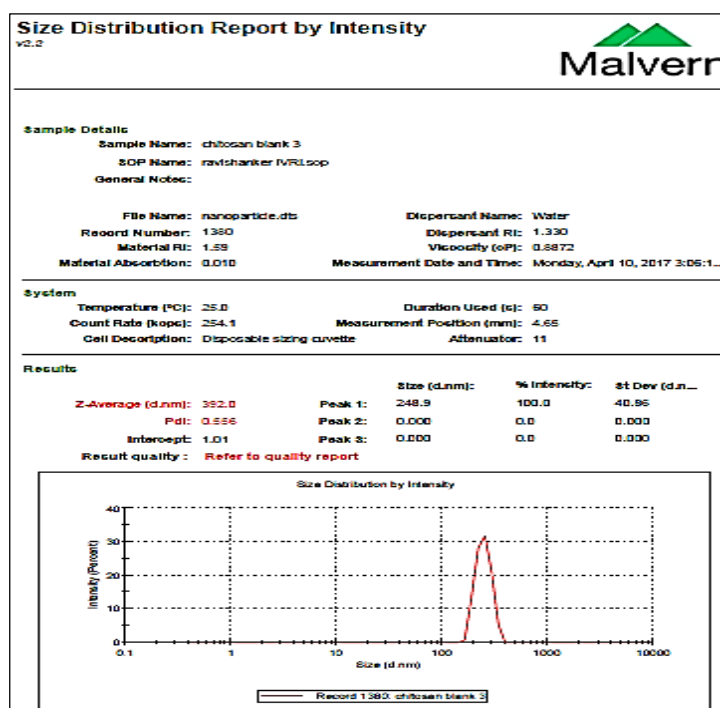 Size Distribution Report by Intensity
v2.2
Malvern
Sample Details
Sample Name: chitosan blank 3
SOP Name: ravishanker IVRI.sop
General Notes:
File Name: nanoparticle.dts Dispersant Name: Water
Record Number: 1380 Dispersant RI: 1.330
Material RI: 1.59 Viscosity (cP): 0.8872
Material Absorbtion: 0.010 Measurement Date and Time: Monday, April 10, 2017 3:06:1...
System
Temperature (°C): 25.0 Duration Used (s): 60
Count Rate (kcps): 254.1 Measurement Position (mm): 4.65
Cell Description: Disposable sizing cuvette Attenuator: 11
Results
Size (d.nm): % Intensity: St Dev (d.n...
Z-Average (d.nm): 392.0 Peak 1: 248.9 100.0 40.86
PdI: 0.556 Peak 2: 0.000 0.0 0.000
Intercept: 1.01 Peak 3: 0.000 0.0 0.000
Result quality : Refer to quality report
Size Distribution by Intensity
Intensity (Percent)
40
30
20
10
0
0.1 1 10 100 1000 10000
Size (d.nm)
Record 1380: chitosan blank 3